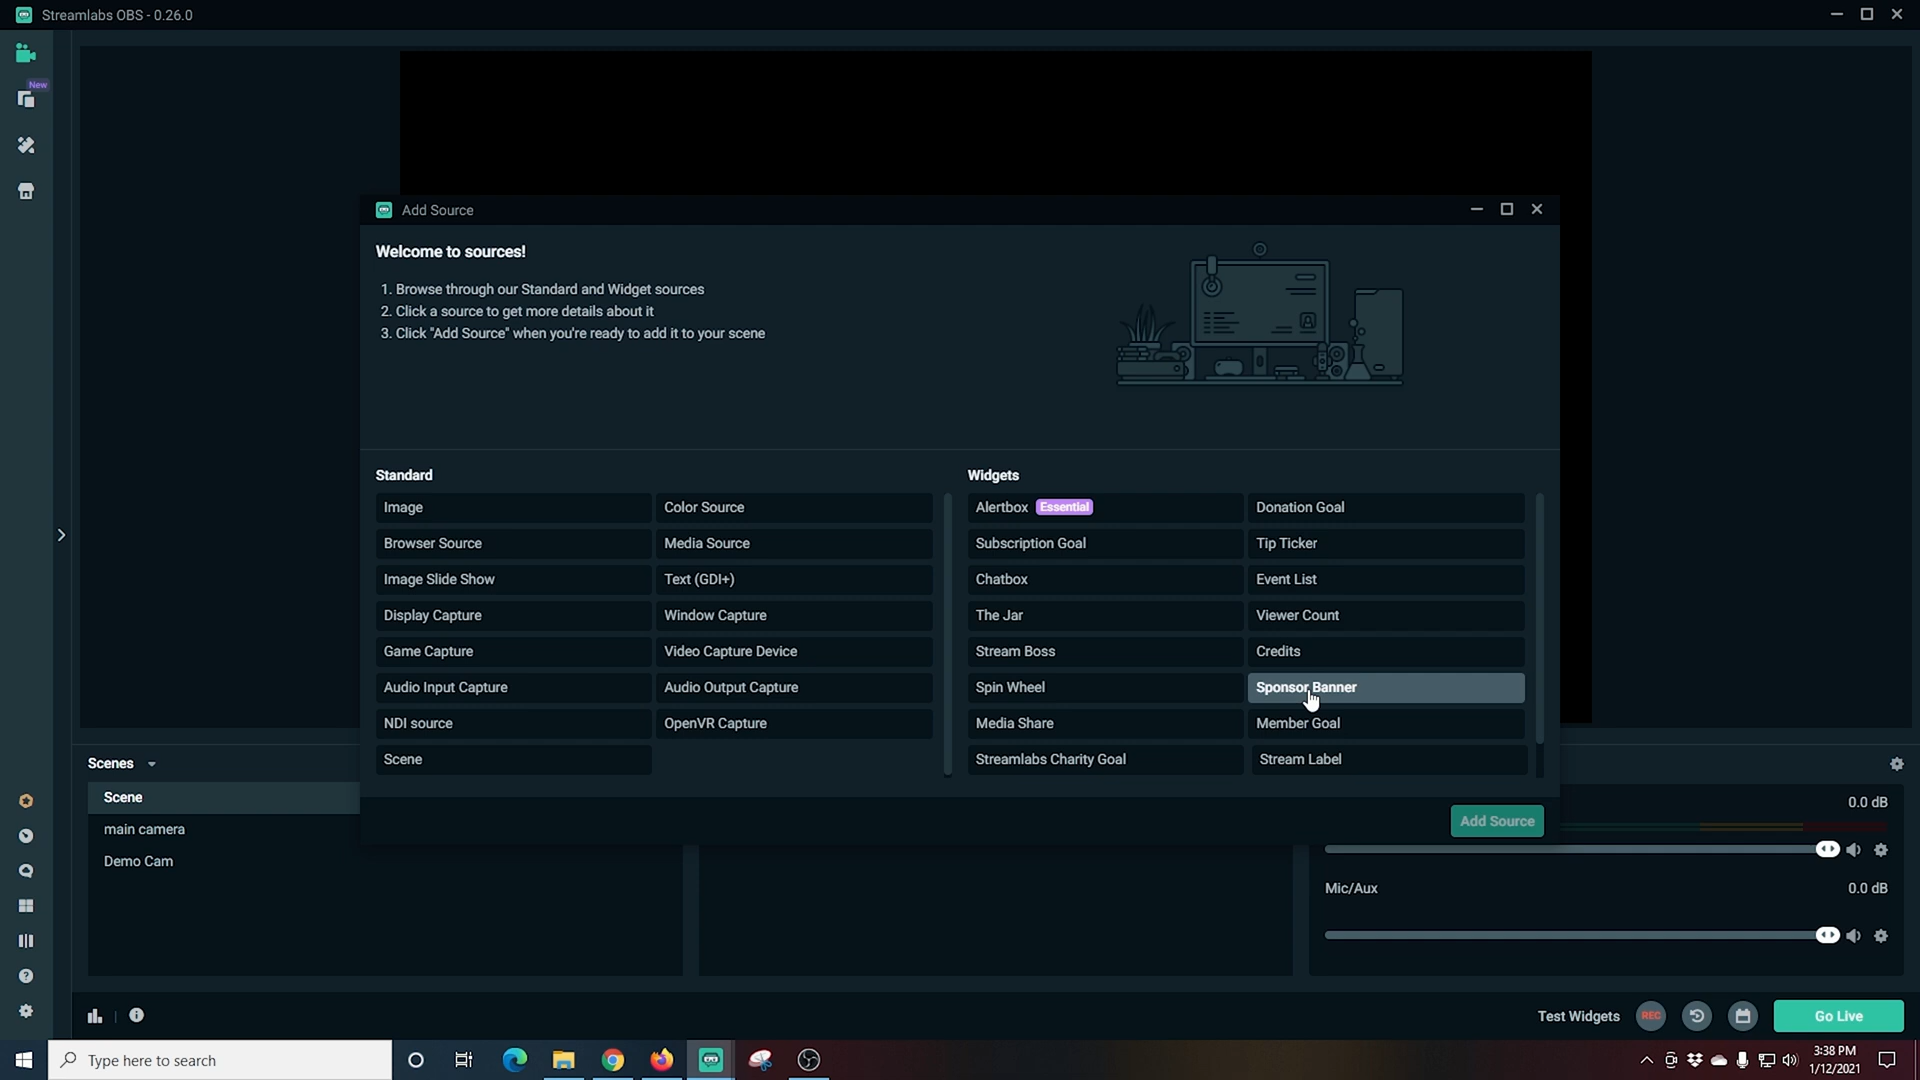 Streamlabs OBS - 0.26.0
New
Add Source
Welcome to sources!
1. Browse through our Standard and Widget sources
2. Click a source to get more details about it
3. Click "Add Source" when you're ready to add it to your scene
Standard
Image
Color Source
Browser Source
Media Source
Image Slide Show
Text (GDI+)
Display Capture
Window Capture
Game Capture
Video Capture Device
Audio Input Capture
Audio Output Capture
NDI source
OpenVR Capture
Scene
Widgets
Alertbox Essential
Donation Goal
Subscription Goal
Tip Ticker
Chatbox
Event List
The Jar
Viewer Count
Stream Boss
Credits
Spin Wheel
Sponsor Banner
Media Share
Member Goal
Streamlabs Charity Goal
Stream Label
Add Source
Scenes
Scene
main camera
Demo Cam
0.0 dB
Mic/Aux
0.0 dB
Test Widgets
REC
Go Live
Type here to search
3:38 PM
1/12/2021